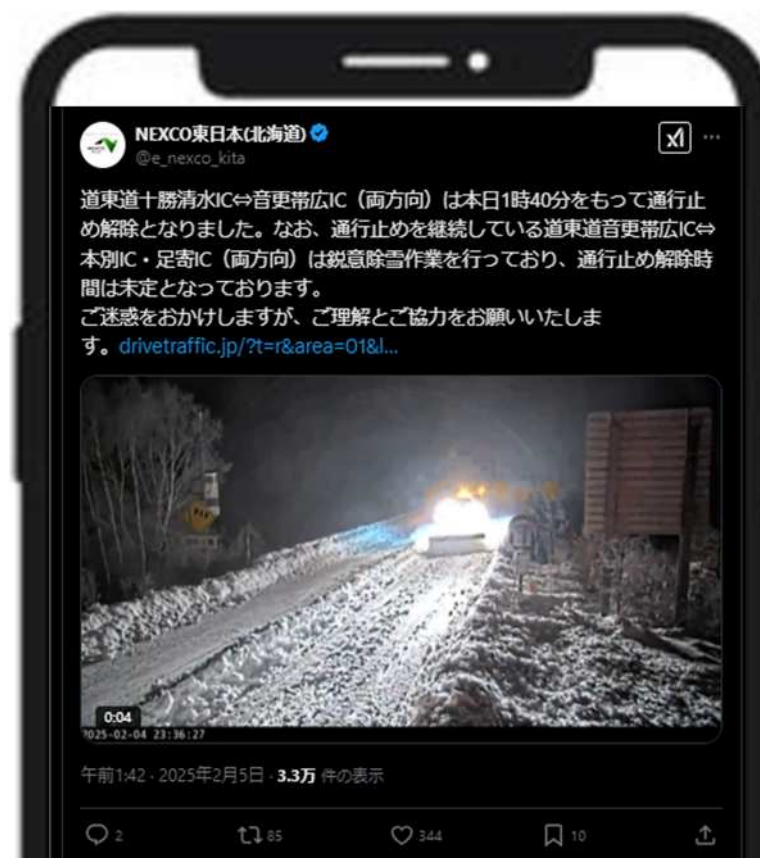 NEXCO東日本(北海道)
@e_nexco_kita
道東道十勝清水IC⇔音更帯広IC（両方向）は本日1時40分をもって通行止
め解除となりました。なお、通行止めを継続している道東道音更帯広IC⇔
本別IC・足寄IC（両方向）は鋭意除雪作業を行っており、通行止め解除時
間は未定となっております。
ご迷惑をおかけしますが、ご理解とご協力をお願いいたしま
す。drivetraffic.jp/?t=r&area=01&l...
0:04
2025-02-04 23:36:27
午前1:42 · 2025年2月5日 · 3.3万 件の表示
2 85 344 10